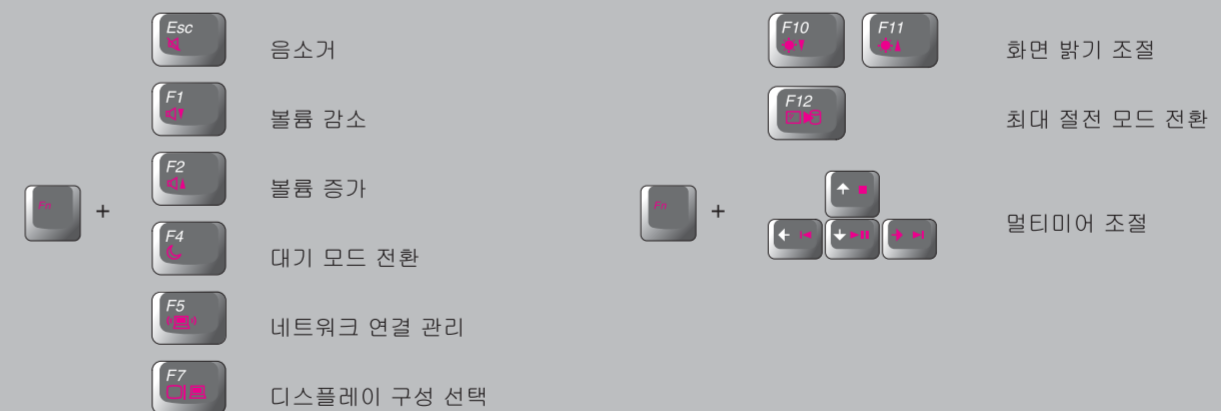 Esc
음소거
F1
볼륨 감소
F2
볼륨 증가
Fn
+
F4
대기 모드 전환
F5
네트워크 연결 관리
F7
디스플레이 구성 선택
F10
F11
화면 밝기 조절
F12
최대 절전 모드 전환
Fn
+
멀티미어 조절